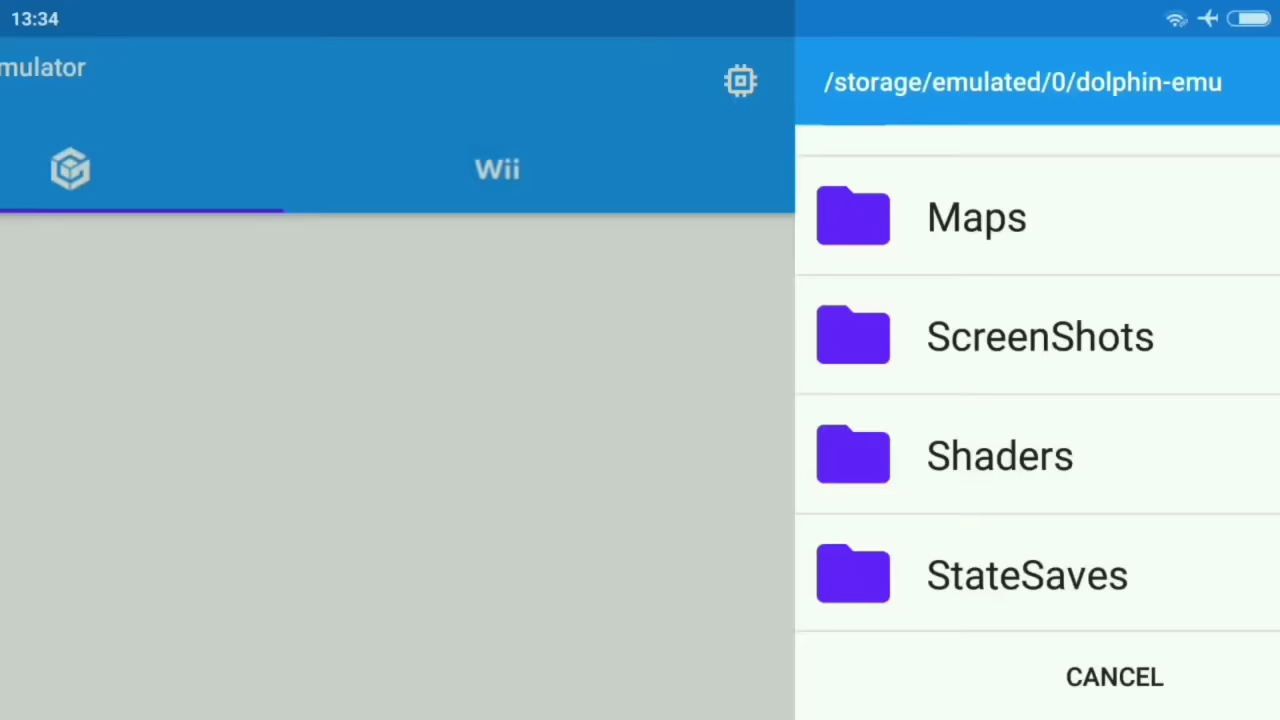 13:34
mulator
Wii
/storage/emulated/0/dolphin-emu
Maps
ScreenShots
Shaders
StateSaves
CANCEL